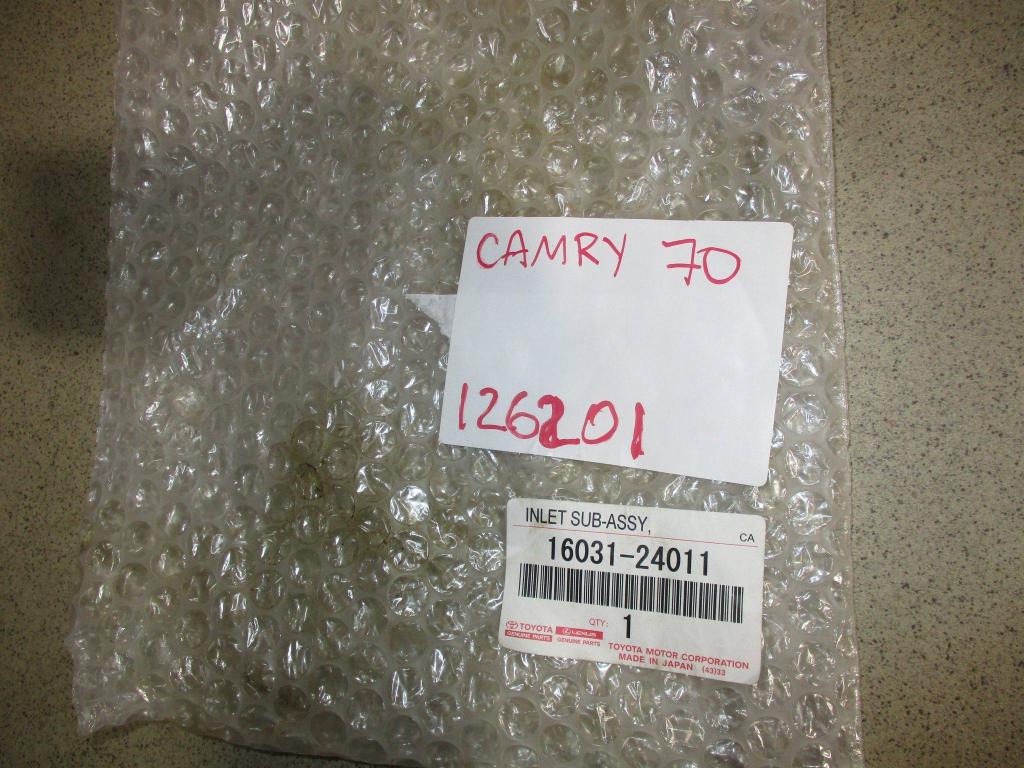 CAMRY 70
126201
INLET SUB-ASSY,
CA
16031-24011
QTY: 1
TOYOTA LEXUS
GENUINE PARTS GENUINE PARTS
TOYOTA MOTOR CORPORATION
MADE IN JAPAN (43)33